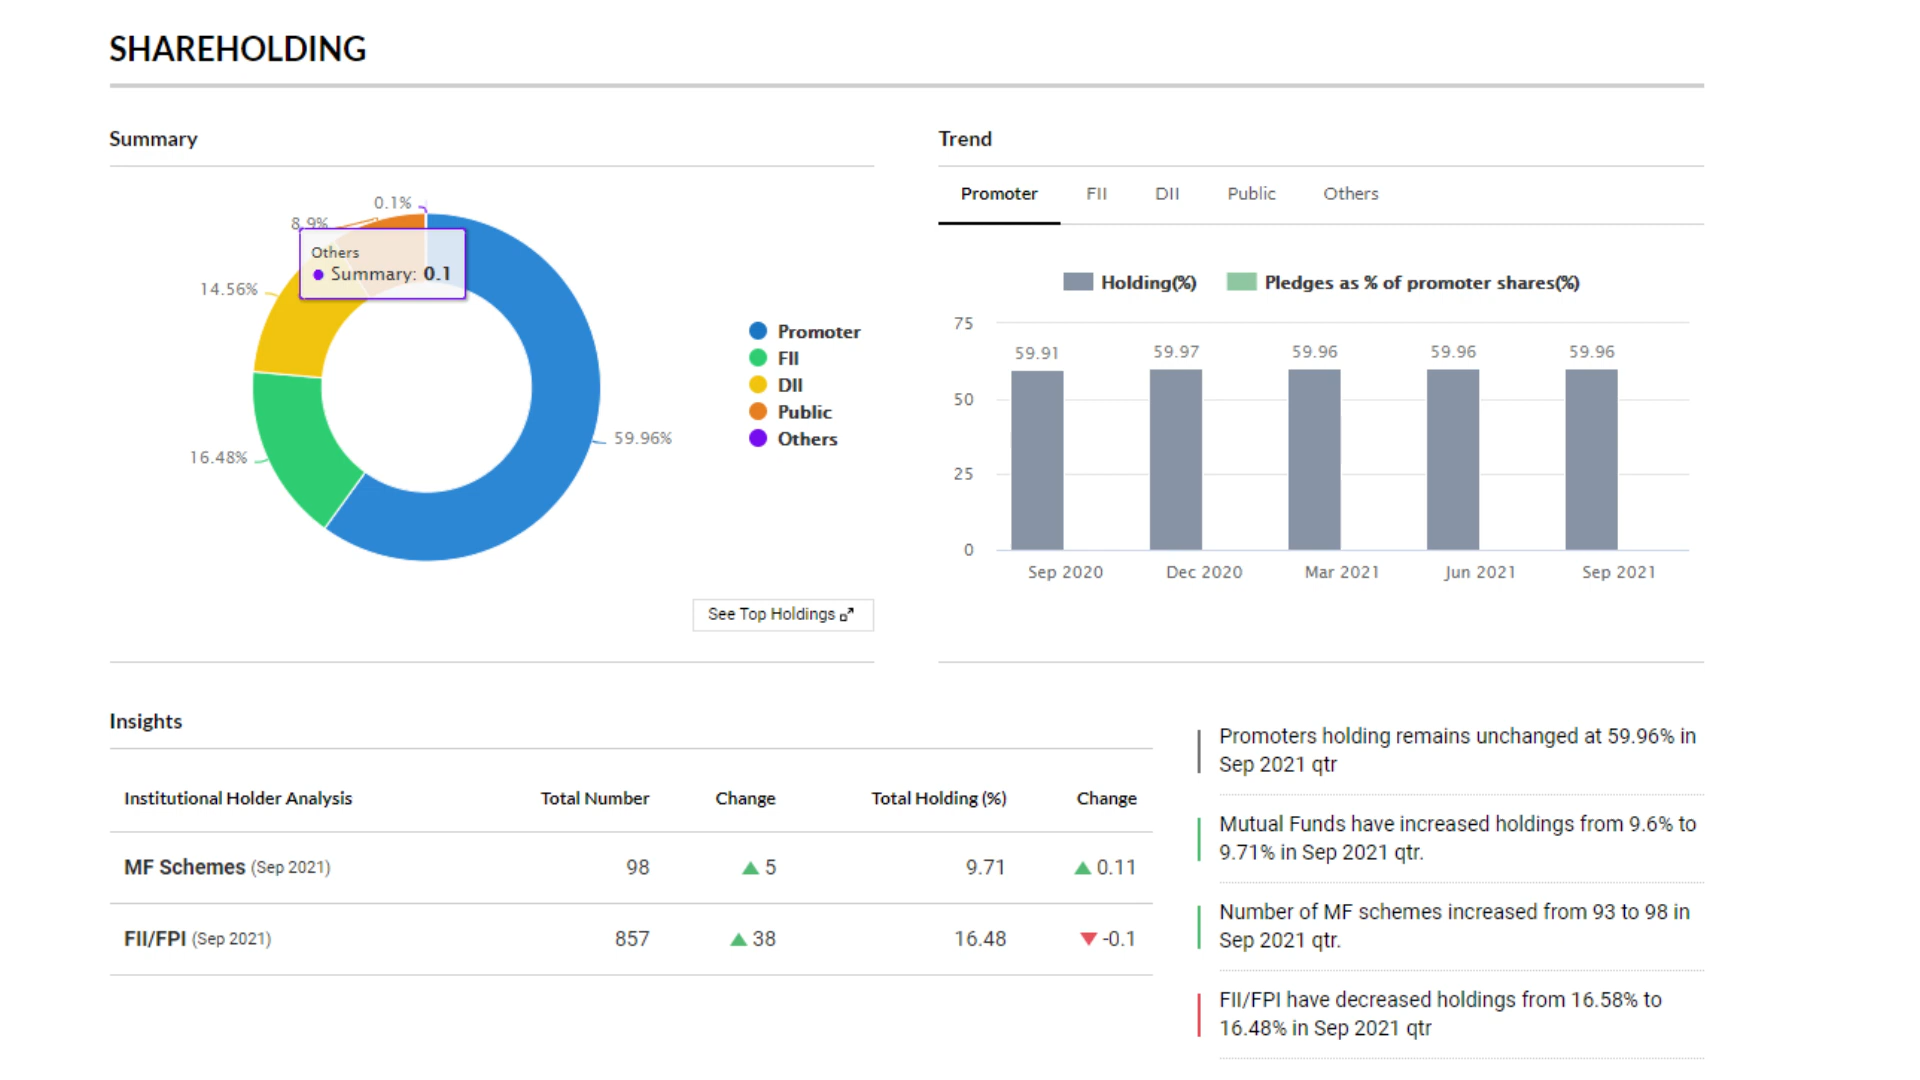 SHAREHOLDING
Summary
0.1%
8.9%
Others
Summary: 0.1
14.56%
16.48%
59.96%
Promoter
FII
DII
Public
Others
See Top Holdings
Trend
Promoter FII DII Public Others
Holding(%) Pledges as % of promoter shares(%)
75
50
25
0
59.91 59.97 59.96 59.96 59.96
Sep 2020 Dec 2020 Mar 2021 Jun 2021 Sep 2021
Insights
Institutional Holder Analysis Total Number Change Total Holding (%) Change
MF Schemes (Sep 2021) 98 5 9.71 0.11
FII/FPI (Sep 2021) 857 38 16.48 -0.1
Promoters holding remains unchanged at 59.96% in
Sep 2021 qtr
Mutual Funds have increased holdings from 9.6% to
9.71% in Sep 2021 qtr.
Number of MF schemes increased from 93 to 98 in
Sep 2021 qtr.
FII/FPI have decreased holdings from 16.58% to
16.48% in Sep 2021 qtr